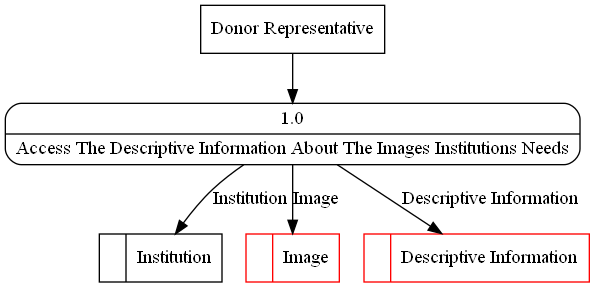 Donor Representative
1.0
Access The Descriptive Information About The Images Institutions Needs
Institution Image Descriptive Information
Institution
Image
Descriptive Information